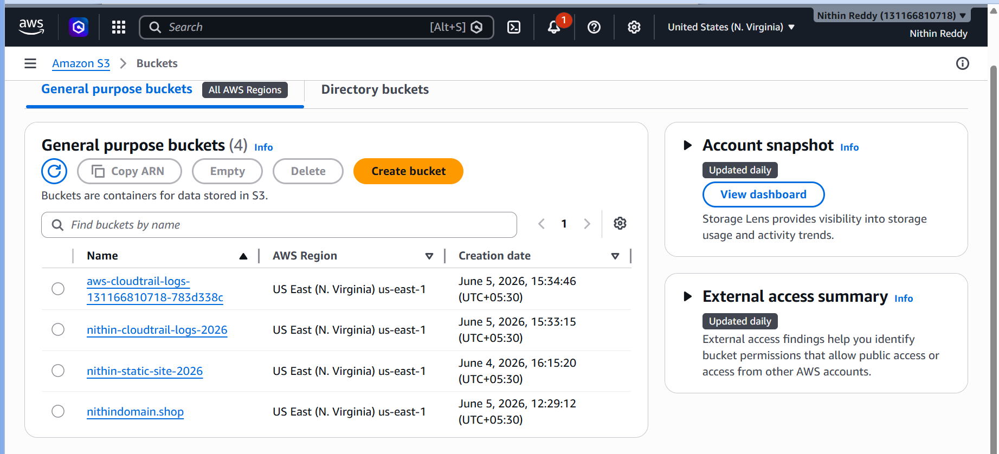 aws
Search
[Alt+S]
1
United States (N. Virginia)
Nithin Reddy (131166810718)
Nithin Reddy
Amazon S3
Buckets
General purpose buckets
All AWS Regions
Directory buckets
General purpose buckets (4) Info
Copy ARN
Empty
Delete
Create bucket
Buckets are containers for data stored in S3.
Find buckets by name
1
Name
AWS Region
Creation date
aws-cloudtrail-logs-
131166810718-783d338c
US East (N. Virginia) us-east-1
June 5, 2026, 15:34:46
(UTC+05:30)
nithin-cloudtrail-logs-2026
US East (N. Virginia) us-east-1
June 5, 2026, 15:33:15
(UTC+05:30)
nithin-static-site-2026
US East (N. Virginia) us-east-1
June 4, 2026, 16:15:20
(UTC+05:30)
nithindomain.shop
US East (N. Virginia) us-east-1
June 5, 2026, 12:29:12
(UTC+05:30)
Account snapshot Info
Updated daily
View dashboard
Storage Lens provides visibility into storage
usage and activity trends.
External access summary Info
Updated daily
External access findings help you identify
bucket permissions that allow public access or
access from other AWS accounts.